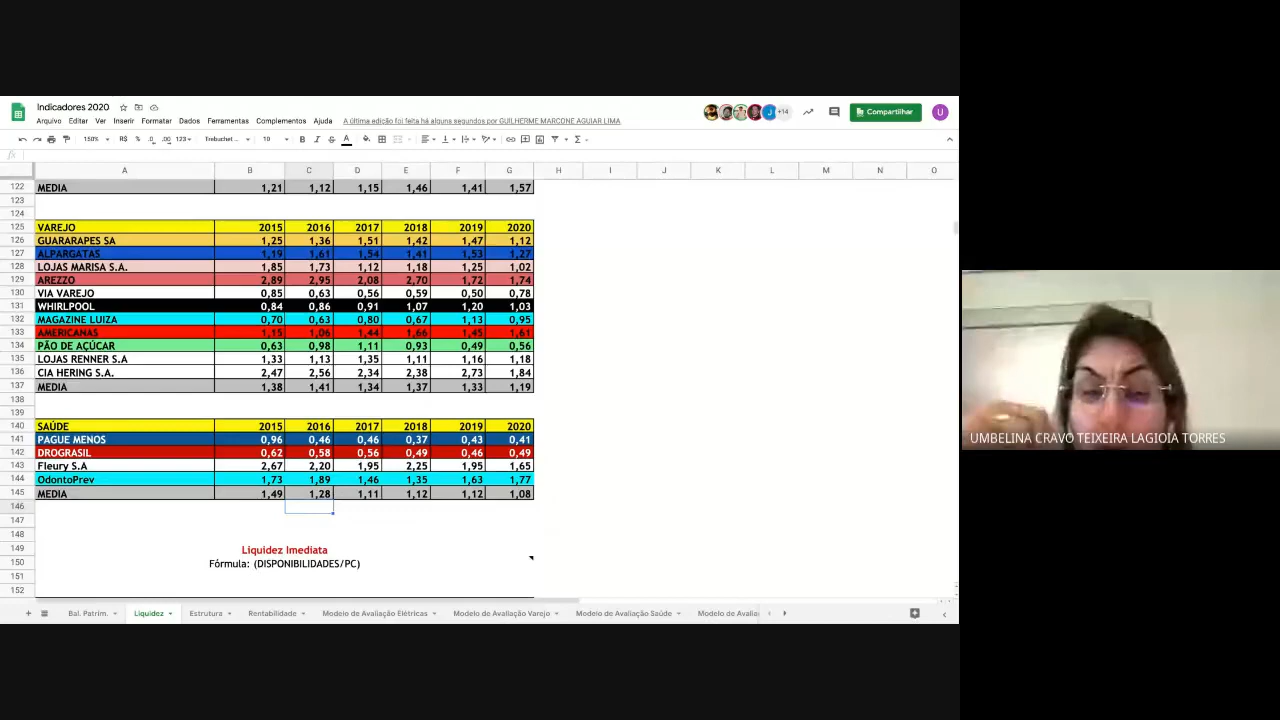 Indicadores 2020
Arquivo Editar Ver Inserir Formatar Dados Ferramentas Complementos Ajuda A última edição foi feita há alguns segundos por GUILHERME MARCONE AGUIAR LIMA
J +14 Compartilhar U
150% R$ % .0 .00 123 Trebuchet... 10 B I S A Σ
fx
A B C D E F G H I J K L M N O
122 MEDIA 1,21 1,12 1,15 1,46 1,41 1,57
123
124
125 VAREJO 2015 2016 2017 2018 2019 2020
126 GUARARAPES SA 1,25 1,36 1,51 1,42 1,47 1,12
127 ALPARGATAS 1,19 1,61 1,54 1,41 1,53 1,27
128 LOJAS MARISA S.A. 1,85 1,73 1,12 1,18 1,25 1,02
129 AREZZO 2,89 2,95 2,08 2,70 1,72 1,74
130 VIA VAREJO 0,85 0,63 0,56 0,59 0,50 0,78
131 WHIRLPOOL 0,84 0,86 0,91 1,07 1,20 1,03
132 MAGAZINE LUIZA 0,70 0,63 0,80 0,67 1,13 0,95
133 AMERICANAS 1,15 1,06 1,44 1,66 1,45 1,61
134 PÃO DE AÇÚCAR 0,63 0,98 1,11 0,93 0,49 0,56
135 LOJAS RENNER S.A 1,33 1,13 1,35 1,11 1,16 1,18
136 CIA HERING S.A. 2,47 2,56 2,34 2,38 2,73 1,84
137 MEDIA 1,38 1,41 1,34 1,37 1,33 1,19
138
139
140 SAÚDE 2015 2016 2017 2018 2019 2020
141 PAGUE MENOS 0,96 0,46 0,46 0,37 0,43 0,41
142 DROGRASIL 0,62 0,58 0,56 0,49 0,46 0,49
143 Fleury S.A 2,67 2,20 1,95 2,25 1,95 1,65
144 OdontoPrev 1,73 1,89 1,46 1,35 1,63 1,77
145 MEDIA 1,49 1,28 1,11 1,12 1,12 1,08
146
147
148
149 Liquidez Imediata
150 Fórmula: (DISPONIBILIDADES/PC)
151
152
Bal. Patrim. Liquidez Estrutura Rentabilidade Modelo de Avaliação Elétricas Modelo de Avaliação Varejo Modelo de Avaliação Saúde Modelo de Avalia
UMBELINA CRAVO TEIXEIRA LAGIOIA TORRES